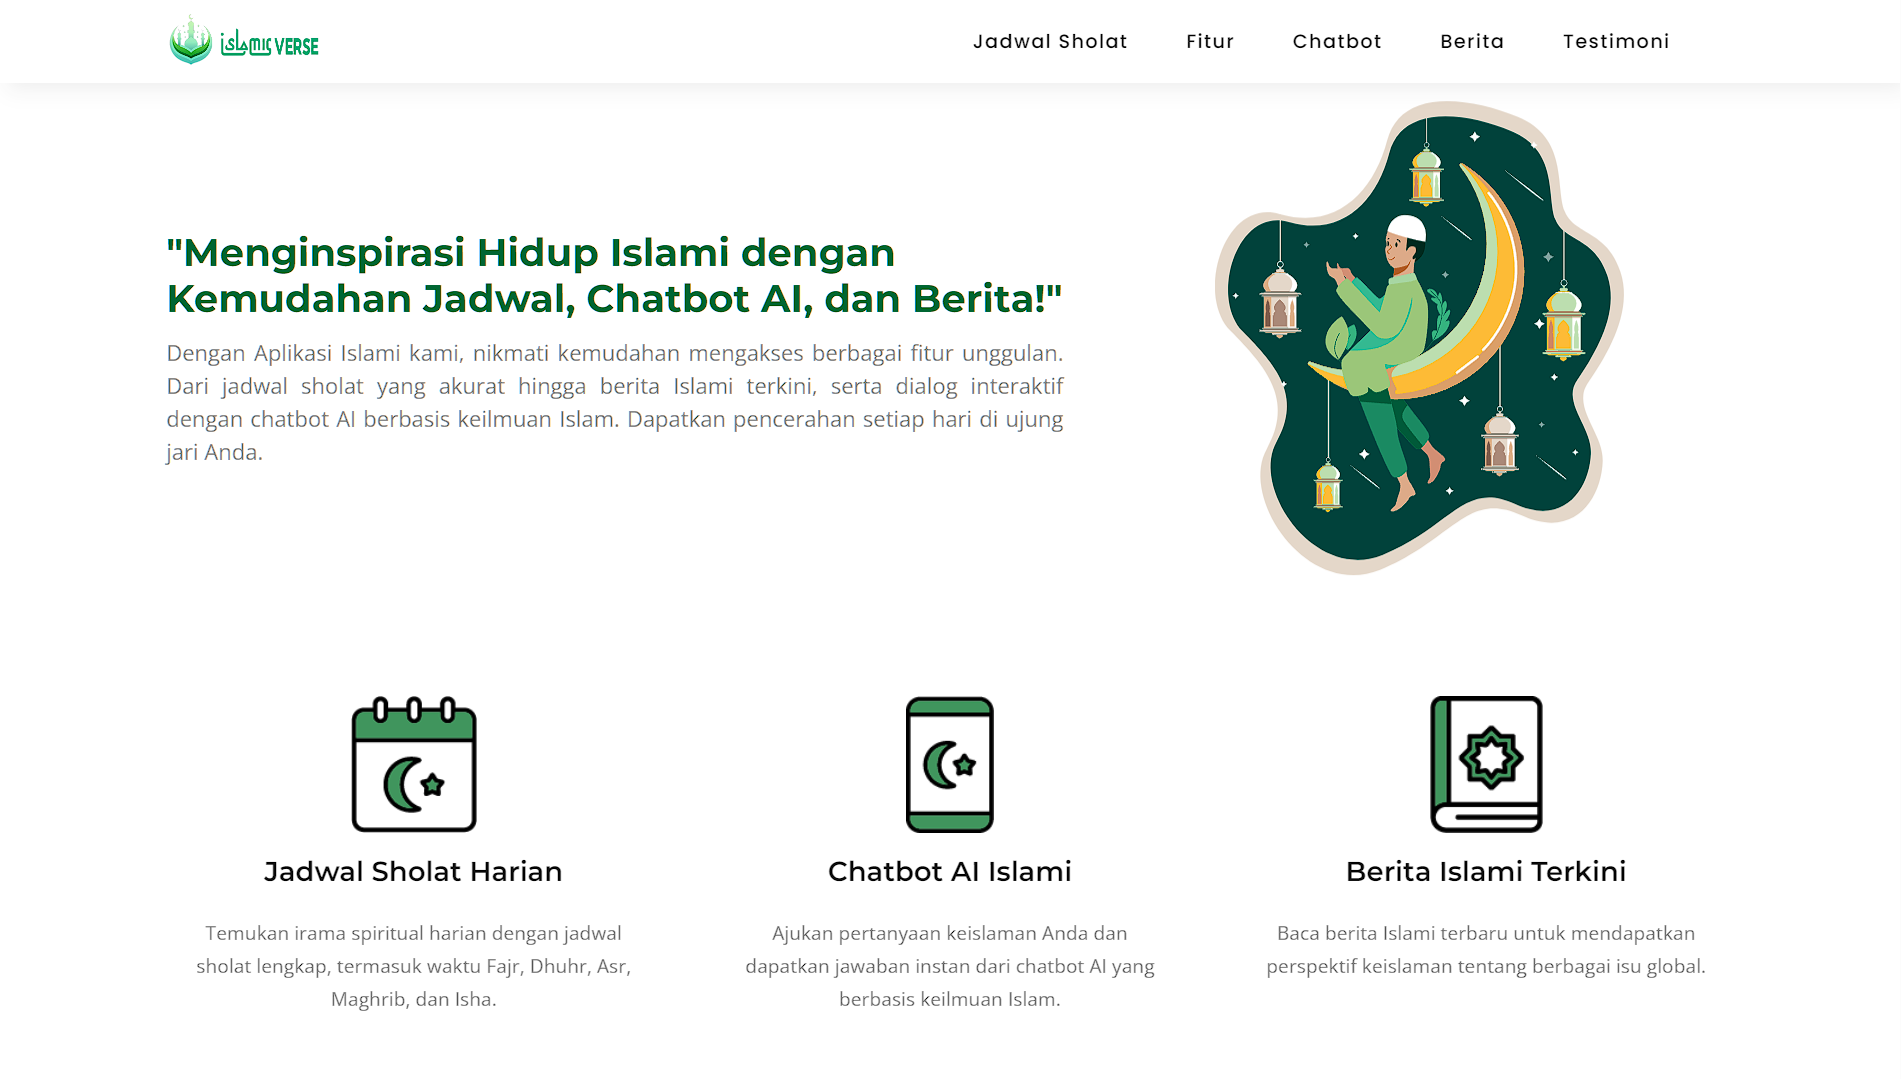 islamic VERSE
Jadwal Sholat Fitur Chatbot Berita Testimoni
"Menginspirasi Hidup Islami dengan
Kemudahan Jadwal, Chatbot AI, dan Berita!"
Dengan Aplikasi Islami kami, nikmati kemudahan mengakses berbagai fitur unggulan.
Dari jadwal sholat yang akurat hingga berita Islami terkini, serta dialog interaktif
dengan chatbot AI berbasis keilmuan Islam. Dapatkan pencerahan setiap hari di ujung
jari Anda.
Jadwal Sholat Harian
Temukan irama spiritual harian dengan jadwal
sholat lengkap, termasuk waktu Fajr, Dhuhr, Asr,
Maghrib, dan Isha.
Chatbot AI Islami
Ajukan pertanyaan keislaman Anda dan
dapatkan jawaban instan dari chatbot AI yang
berbasis keilmuan Islam.
Berita Islami Terkini
Baca berita Islami terbaru untuk mendapatkan
perspektif keislaman tentang berbagai isu global.